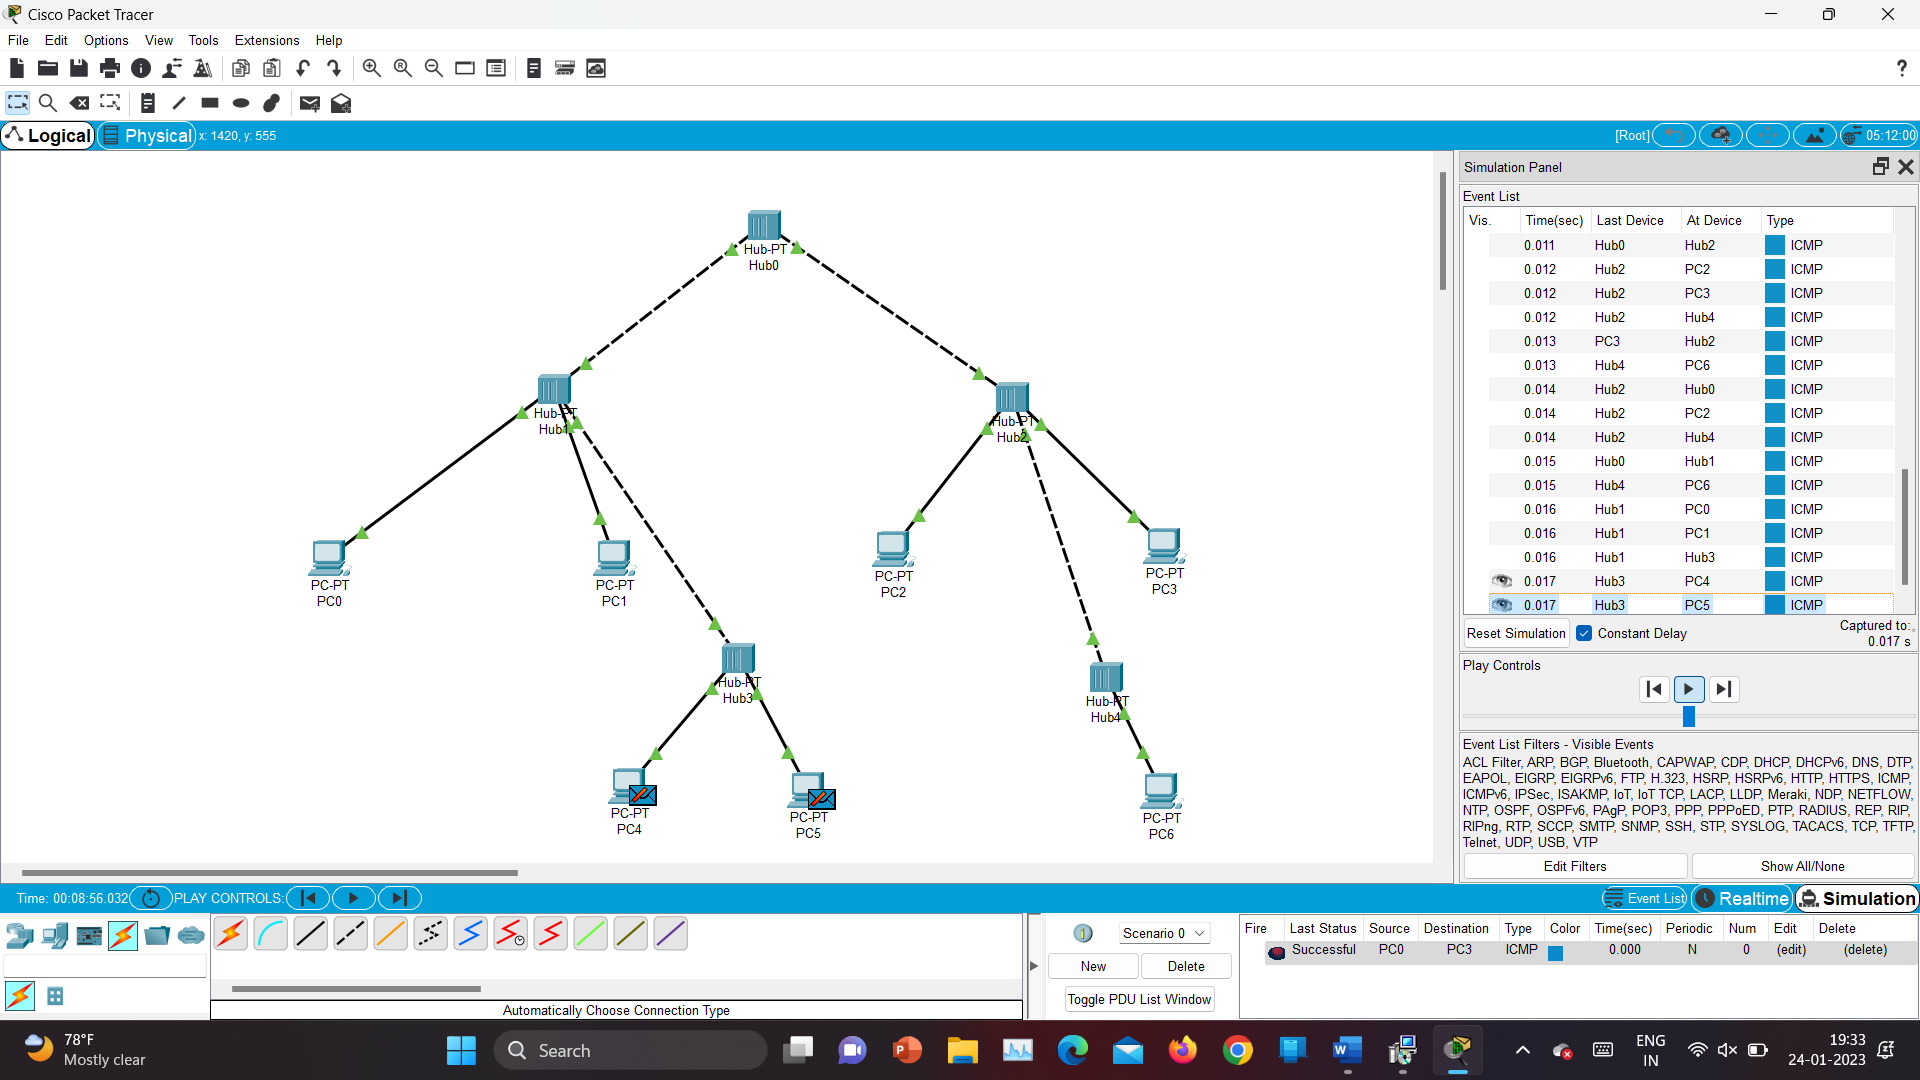 Cisco Packet Tracer
File Edit Options View Tools Extensions Help
?
Logical Physical x: 1420, y: 555 [Root] 05:12:00
Hub-PT
Hub0
Hub-PT
Hub1
Hub-PT
Hub2
PC-PT
PC0
PC-PT
PC1
PC-PT
PC2
PC-PT
PC3
Hub-PT
Hub3
Hub-PT
Hub4
PC-PT
PC4
PC-PT
PC5
PC-PT
PC6
Simulation Panel
Event List
Vis. Time(sec) Last Device At Device Type
0.011 Hub0 Hub2 ICMP
0.012 Hub2 PC2 ICMP
0.012 Hub2 PC3 ICMP
0.012 Hub2 Hub4 ICMP
0.013 PC3 Hub2 ICMP
0.013 Hub4 PC6 ICMP
0.014 Hub2 Hub0 ICMP
0.014 Hub2 PC2 ICMP
0.014 Hub2 Hub4 ICMP
0.015 Hub0 Hub1 ICMP
0.015 Hub4 PC6 ICMP
0.016 Hub1 PC0 ICMP
0.016 Hub1 PC1 ICMP
0.016 Hub1 Hub3 ICMP
0.017 Hub3 PC4 ICMP
0.017 Hub3 PC5 ICMP
Reset Simulation Constant Delay Captured to:
0.017 s
Play Controls
Event List Filters - Visible Events
ACL Filter, ARP, BGP, Bluetooth, CAPWAP, CDP, DHCP, DHCPv6, DNS, DTP,
EAPOL, EIGRP, EIGRPv6, FTP, H.323, HSRP, HSRPv6, HTTP, HTTPS, ICMP,
ICMPv6, IPSec, ISAKMP, IoT, IoT TCP, LACP, LLDP, Meraki, NDP, NETFLOW,
NTP, OSPF, OSPFv6, PAgP, POP3, PPP, PPPoED, PTP, RADIUS, REP, RIP,
RIPng, RTP, SCCP, SMTP, SNMP, SSH, STP, SYSLOG, TACACS, TCP, TFTP,
Telnet, UDP, USB, VTP
Edit Filters Show All/None
Time: 00:08:56.032 PLAY CONTROLS: Event List Realtime Simulation
Automatically Choose Connection Type
1 Scenario 0
New Delete
Toggle PDU List Window
Fire Last Status Source Destination Type Color Time(sec) Periodic Num Edit Delete
Successful PC0 PC3 ICMP 0.000 N 0 (edit) (delete)
78°F
Mostly clear
Search
ENG
IN
19:33
24-01-2023